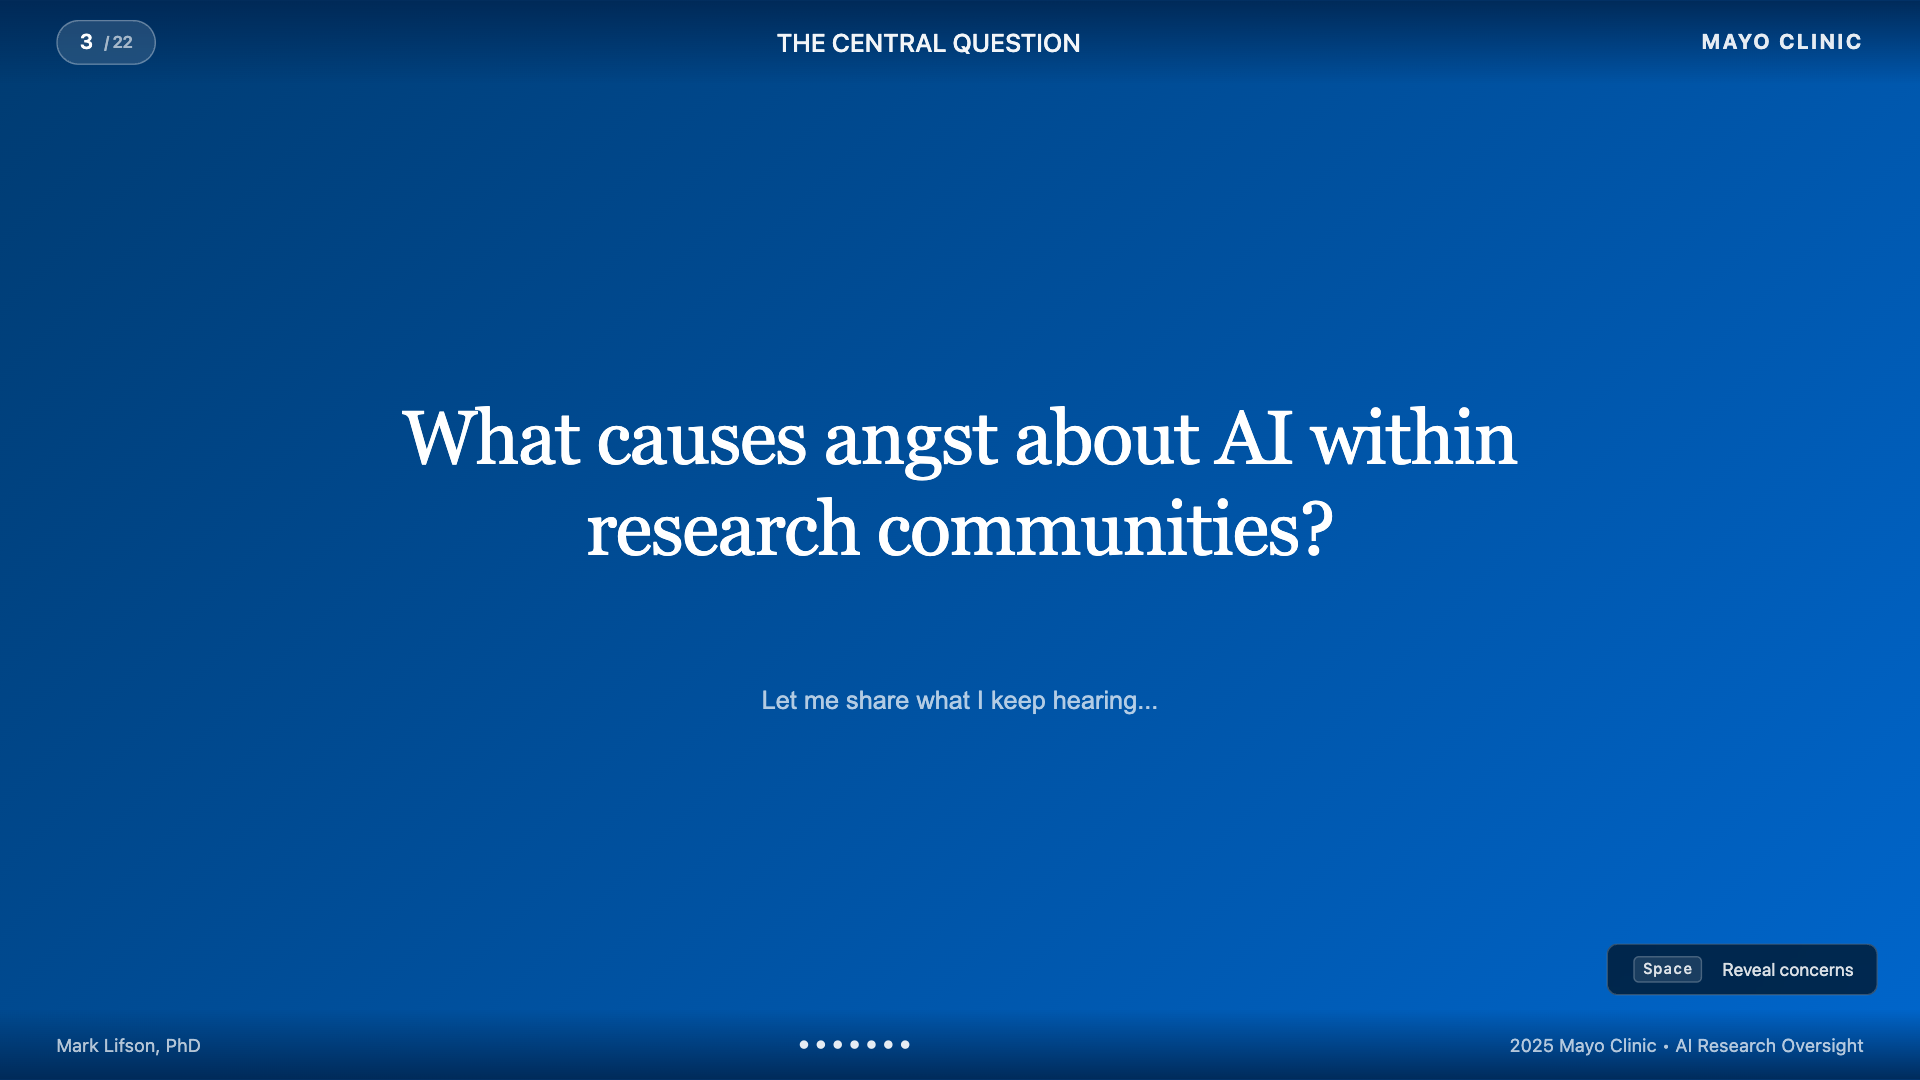 3 / 22
THE CENTRAL QUESTION
MAYO CLINIC
What causes angst about AI within
research communities?
Let me share what I keep hearing...
Space Reveal concerns
Mark Lifson, PhD
2025 Mayo Clinic • AI Research Oversight